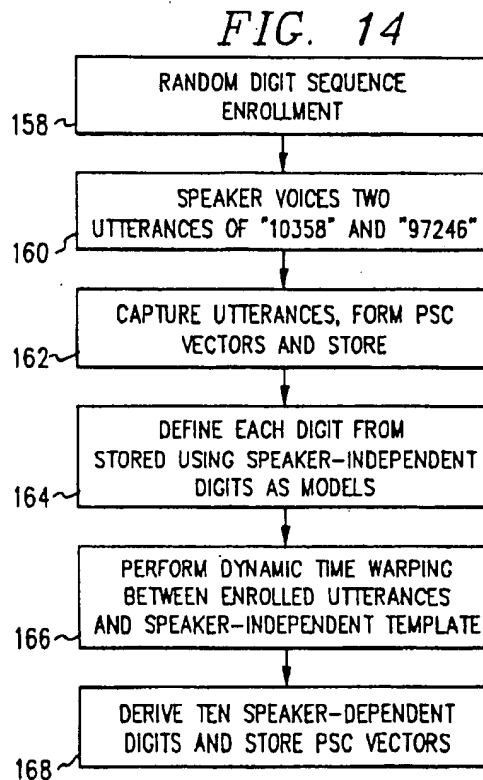 FIG. 14
RANDOM DIGIT SEQUENCE
ENROLLMENT
158
SPEAKER VOICES TWO
UTTERANCES OF "10358" AND "97246"
160
CAPTURE UTTERANCES, FORM PSC
VECTORS AND STORE
162
DEFINE EACH DIGIT FROM
STORED USING SPEAKER-INDEPENDENT
DIGITS AS MODELS
164
PERFORM DYNAMIC TIME WARPING
BETWEEN ENROLLED UTTERANCES
AND SPEAKER-INDEPENDENT TEMPLATE
166
DERIVE TEN SPEAKER-DEPENDENT
DIGITS AND STORE PSC VECTORS
168